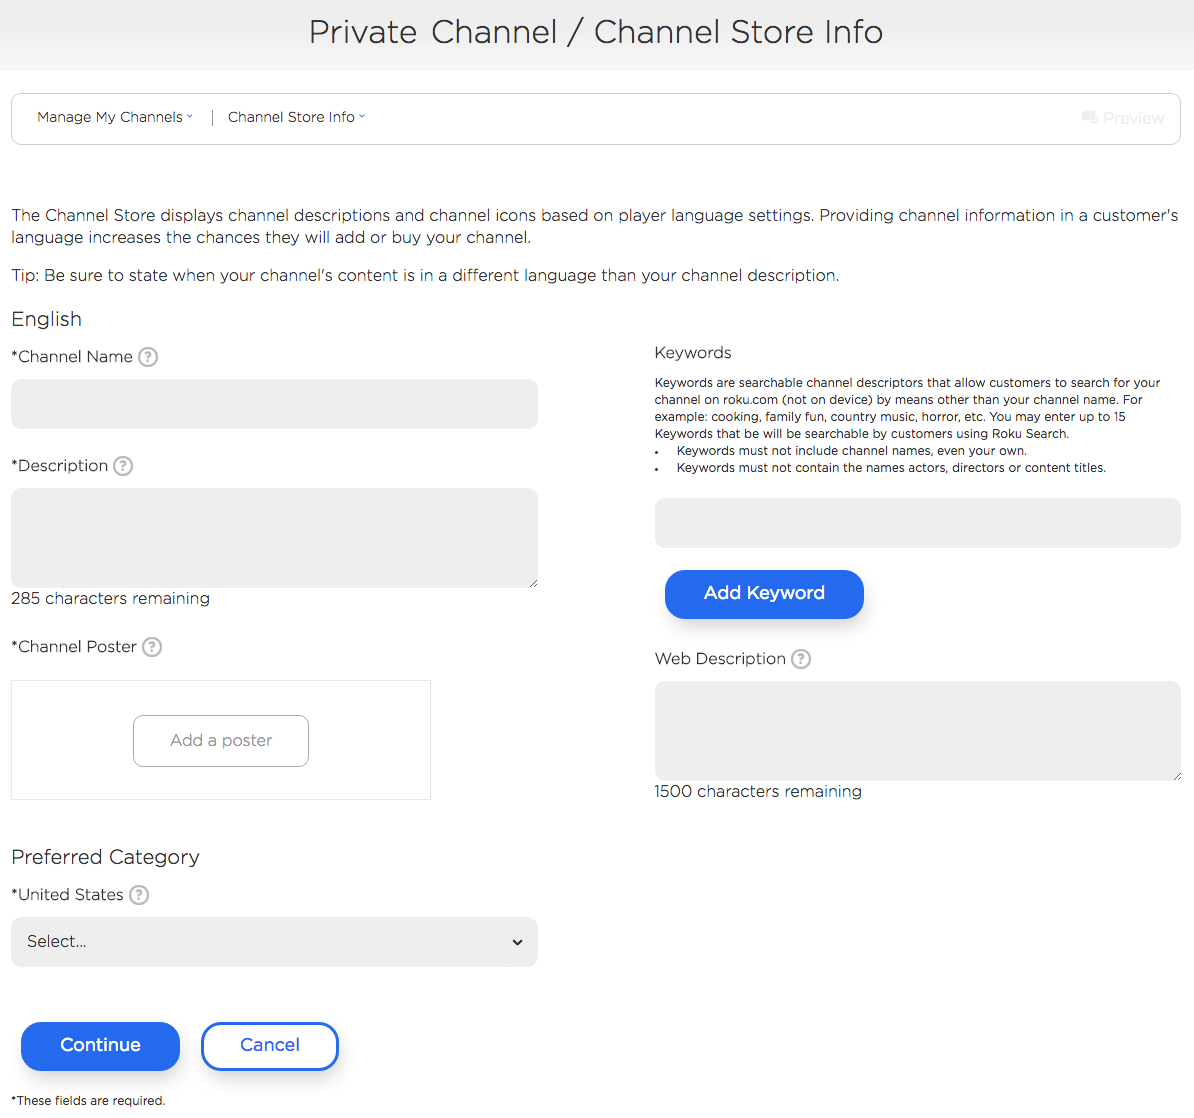 Private Channel / Channel Store Info
Manage My Channels | Channel Store Info
Preview
The Channel Store displays channel descriptions and channel icons based on player language settings. Providing channel information in a customer's
language increases the chances they will add or buy your channel.
Tip: Be sure to state when your channel's content is in a different language than your channel description.
English
*Channel Name ?
*Description ?
285 characters remaining
*Channel Poster ?
Add a poster
Keywords
Keywords are searchable channel descriptors that allow customers to search for your
channel on roku.com (not on device) by means other than your channel name. For
example: cooking, family fun, country music, horror, etc. You may enter up to 15
Keywords that be will be searchable by customers using Roku Search.
• Keywords must not include channel names, even your own.
• Keywords must not contain the names actors, directors or content titles.
Add Keyword
Web Description ?
1500 characters remaining
Preferred Category
*United States ?
Select...
Continue
Cancel
*These fields are required.